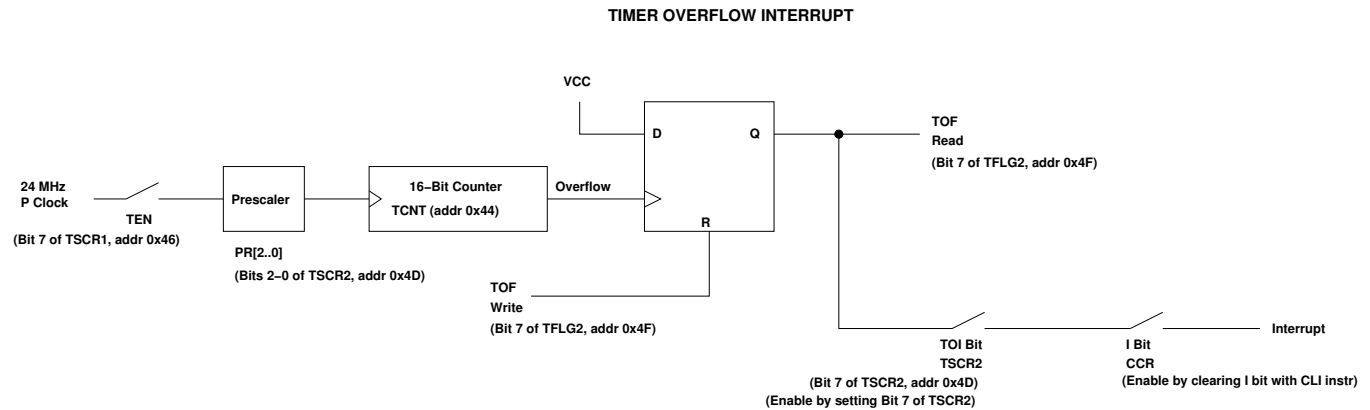 TIMER OVERFLOW INTERRUPT
VCC
D
Q
TOF
Read
(Bit 7 of TFLG2, addr 0x4F)
24 MHz
P Clock
TEN
(Bit 7 of TSCR1, addr 0x46)
Prescaler
PR[2..0]
(Bits 2−0 of TSCR2, addr 0x4D)
16−Bit Counter
TCNT (addr 0x44)
Overflow
R
TOF
Write
(Bit 7 of TFLG2, addr 0x4F)
TOI Bit
TSCR2
(Bit 7 of TSCR2, addr 0x4D)
(Enable by setting Bit 7 of TSCR2)
I Bit
CCR
(Enable by clearing I bit with CLI instr)
Interrupt